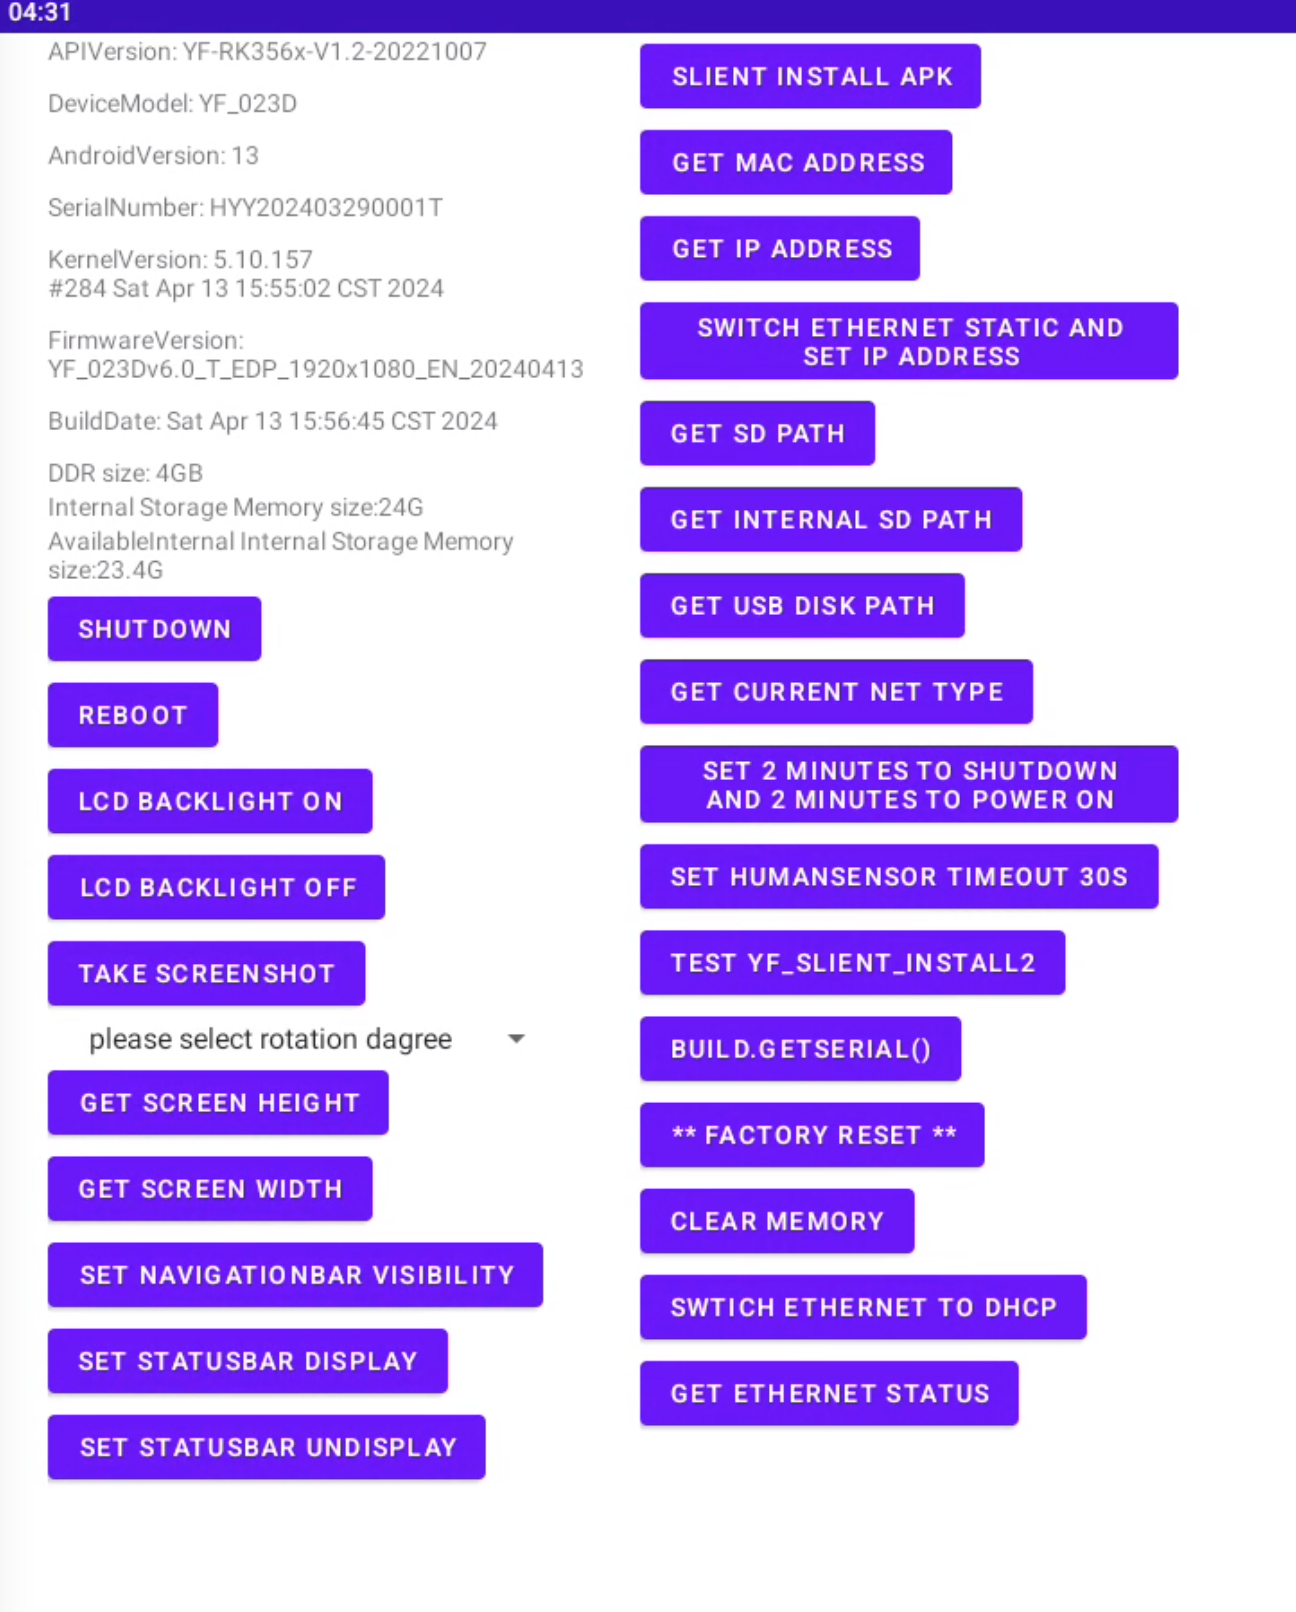 04:31
APIVersion: YF-RK356x-V1.2-20221007
DeviceModel: YF_023D
AndroidVersion: 13
SerialNumber: HYY202403290001T
KernelVersion: 5.10.157
#284 Sat Apr 13 15:55:02 CST 2024
FirmwareVersion:
YF_023Dv6.0_T_EDP_1920x1080_EN_20240413
BuildDate: Sat Apr 13 15:56:45 CST 2024
DDR size: 4GB
Internal Storage Memory size:24G
AvailableInternal Internal Storage Memory
size:23.4G
SHUTDOWN
REBOOT
LCD BACKLIGHT ON
LCD BACKLIGHT OFF
TAKE SCREENSHOT
please select rotation dagree
GET SCREEN HEIGHT
GET SCREEN WIDTH
SET NAVIGATIONBAR VISIBILITY
SET STATUSBAR DISPLAY
SET STATUSBAR UNDISPLAY
SLIENT INSTALL APK
GET MAC ADDRESS
GET IP ADDRESS
SWITCH ETHERNET STATIC AND
SET IP ADDRESS
GET SD PATH
GET INTERNAL SD PATH
GET USB DISK PATH
GET CURRENT NET TYPE
SET 2 MINUTES TO SHUTDOWN
AND 2 MINUTES TO POWER ON
SET HUMANSENSOR TIMEOUT 30S
TEST YF_SLIENT_INSTALL2
BUILD.GETSERIAL()
** FACTORY RESET **
CLEAR MEMORY
SWTICH ETHERNET TO DHCP
GET ETHERNET STATUS